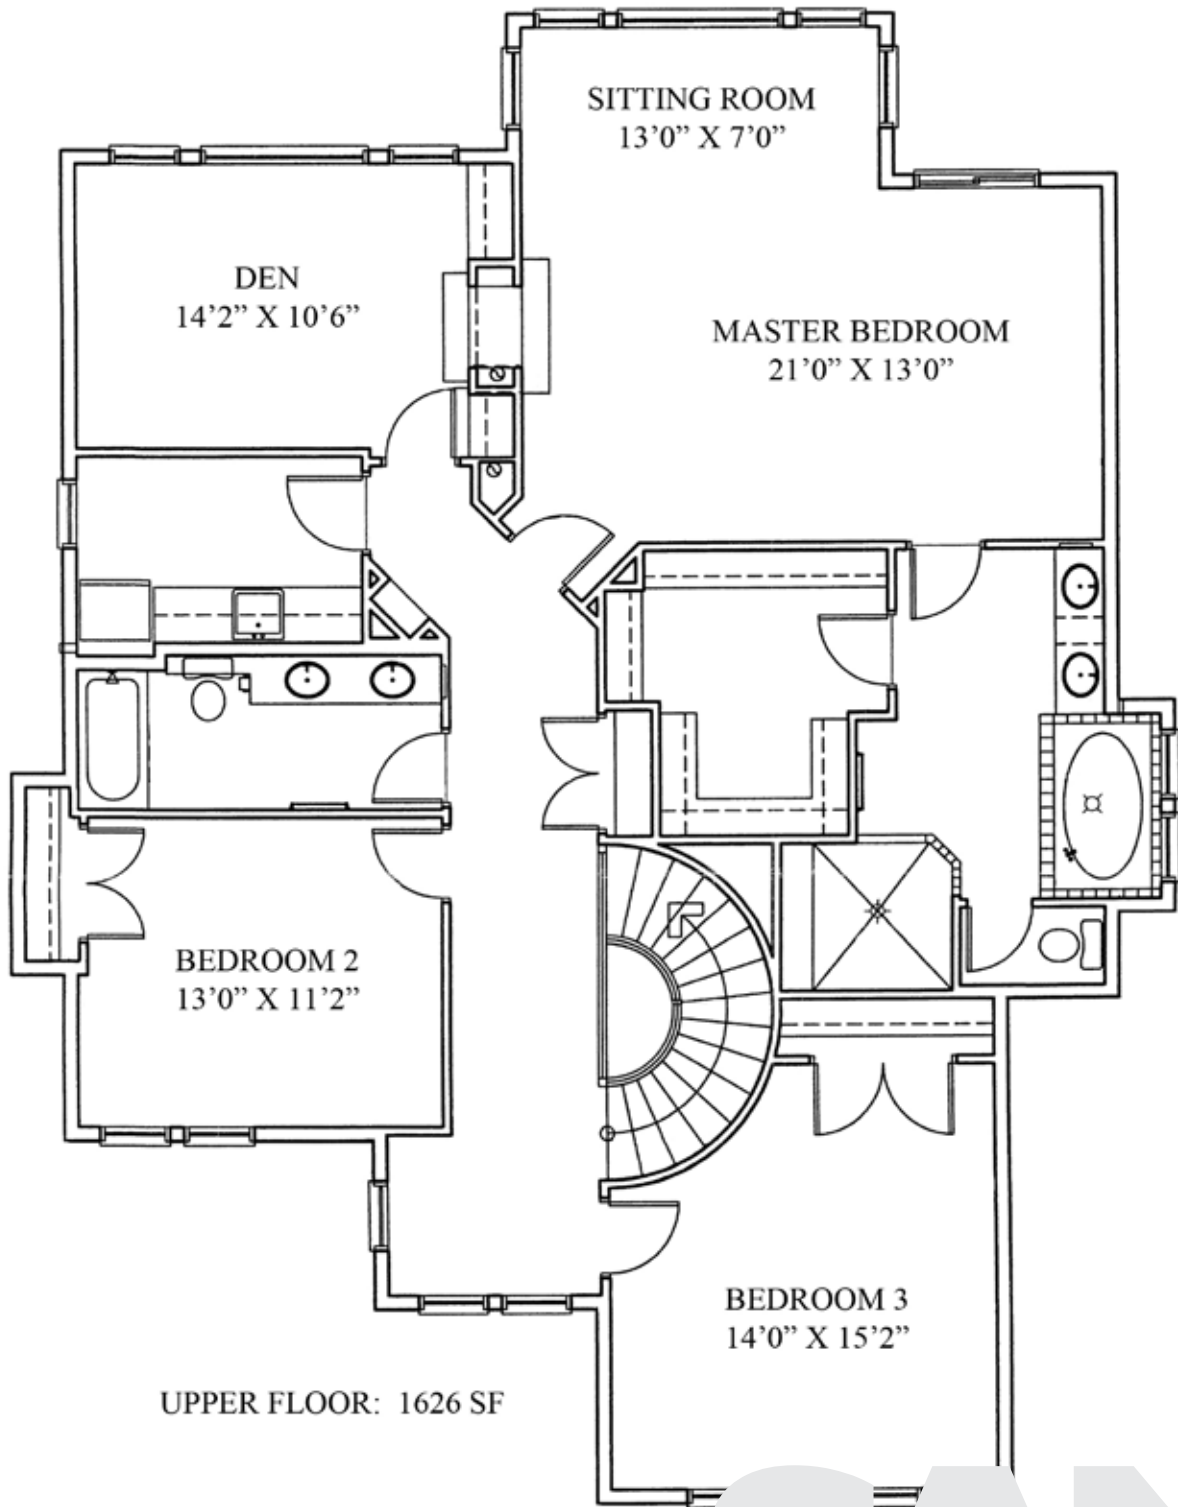 SITTING ROOM
13’0” X 7’0”
DEN
14’2” X 10’6”
MASTER BEDROOM
21’0” X 13’0”
BEDROOM 2
13’0” X 11’2”
BEDROOM 3
14’0” X 15’2”
UPPER FLOOR: 1626 SF